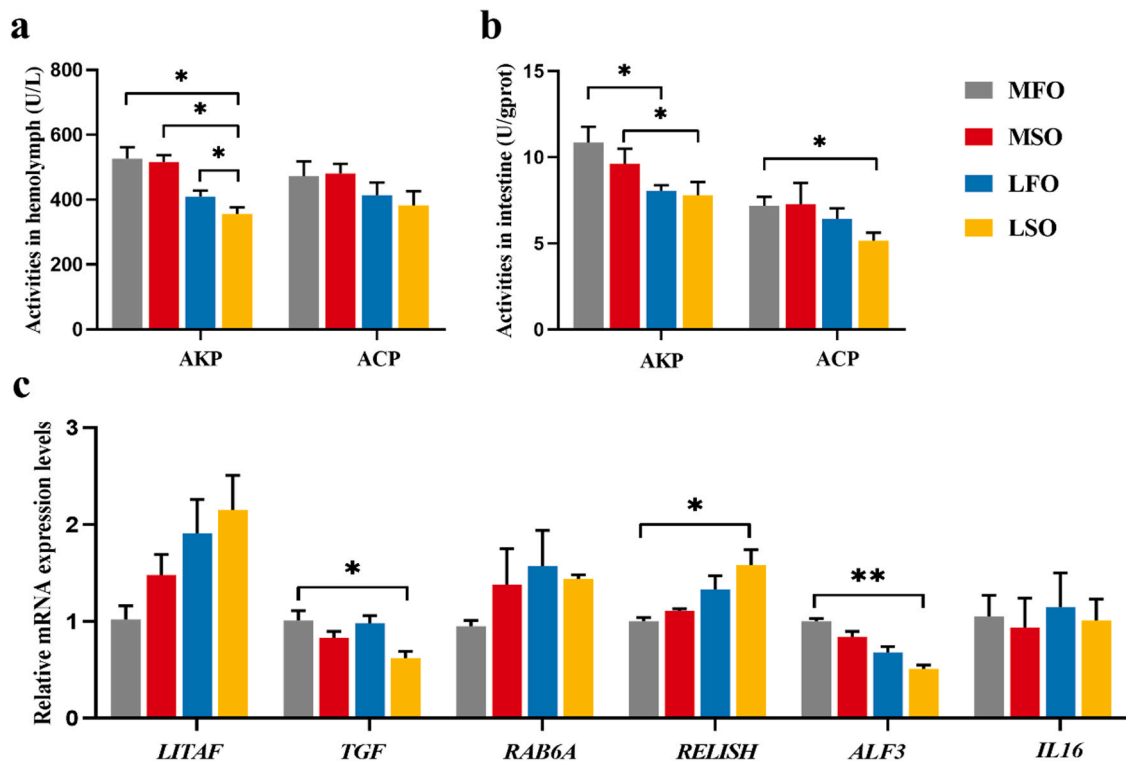 a
Activities in hemolymph (U/L)
800
600
400
200
0
*
*
*
AKP ACP
b
Activities in intestine (U/gprot)
15
10
5
0
*
*
*
AKP ACP
MFO
MSO
LFO
LSO
c
Relative mRNA expression levels
3
2
1
0
*
*
**
LITAF TGF RAB6A RELISH ALF3 IL16